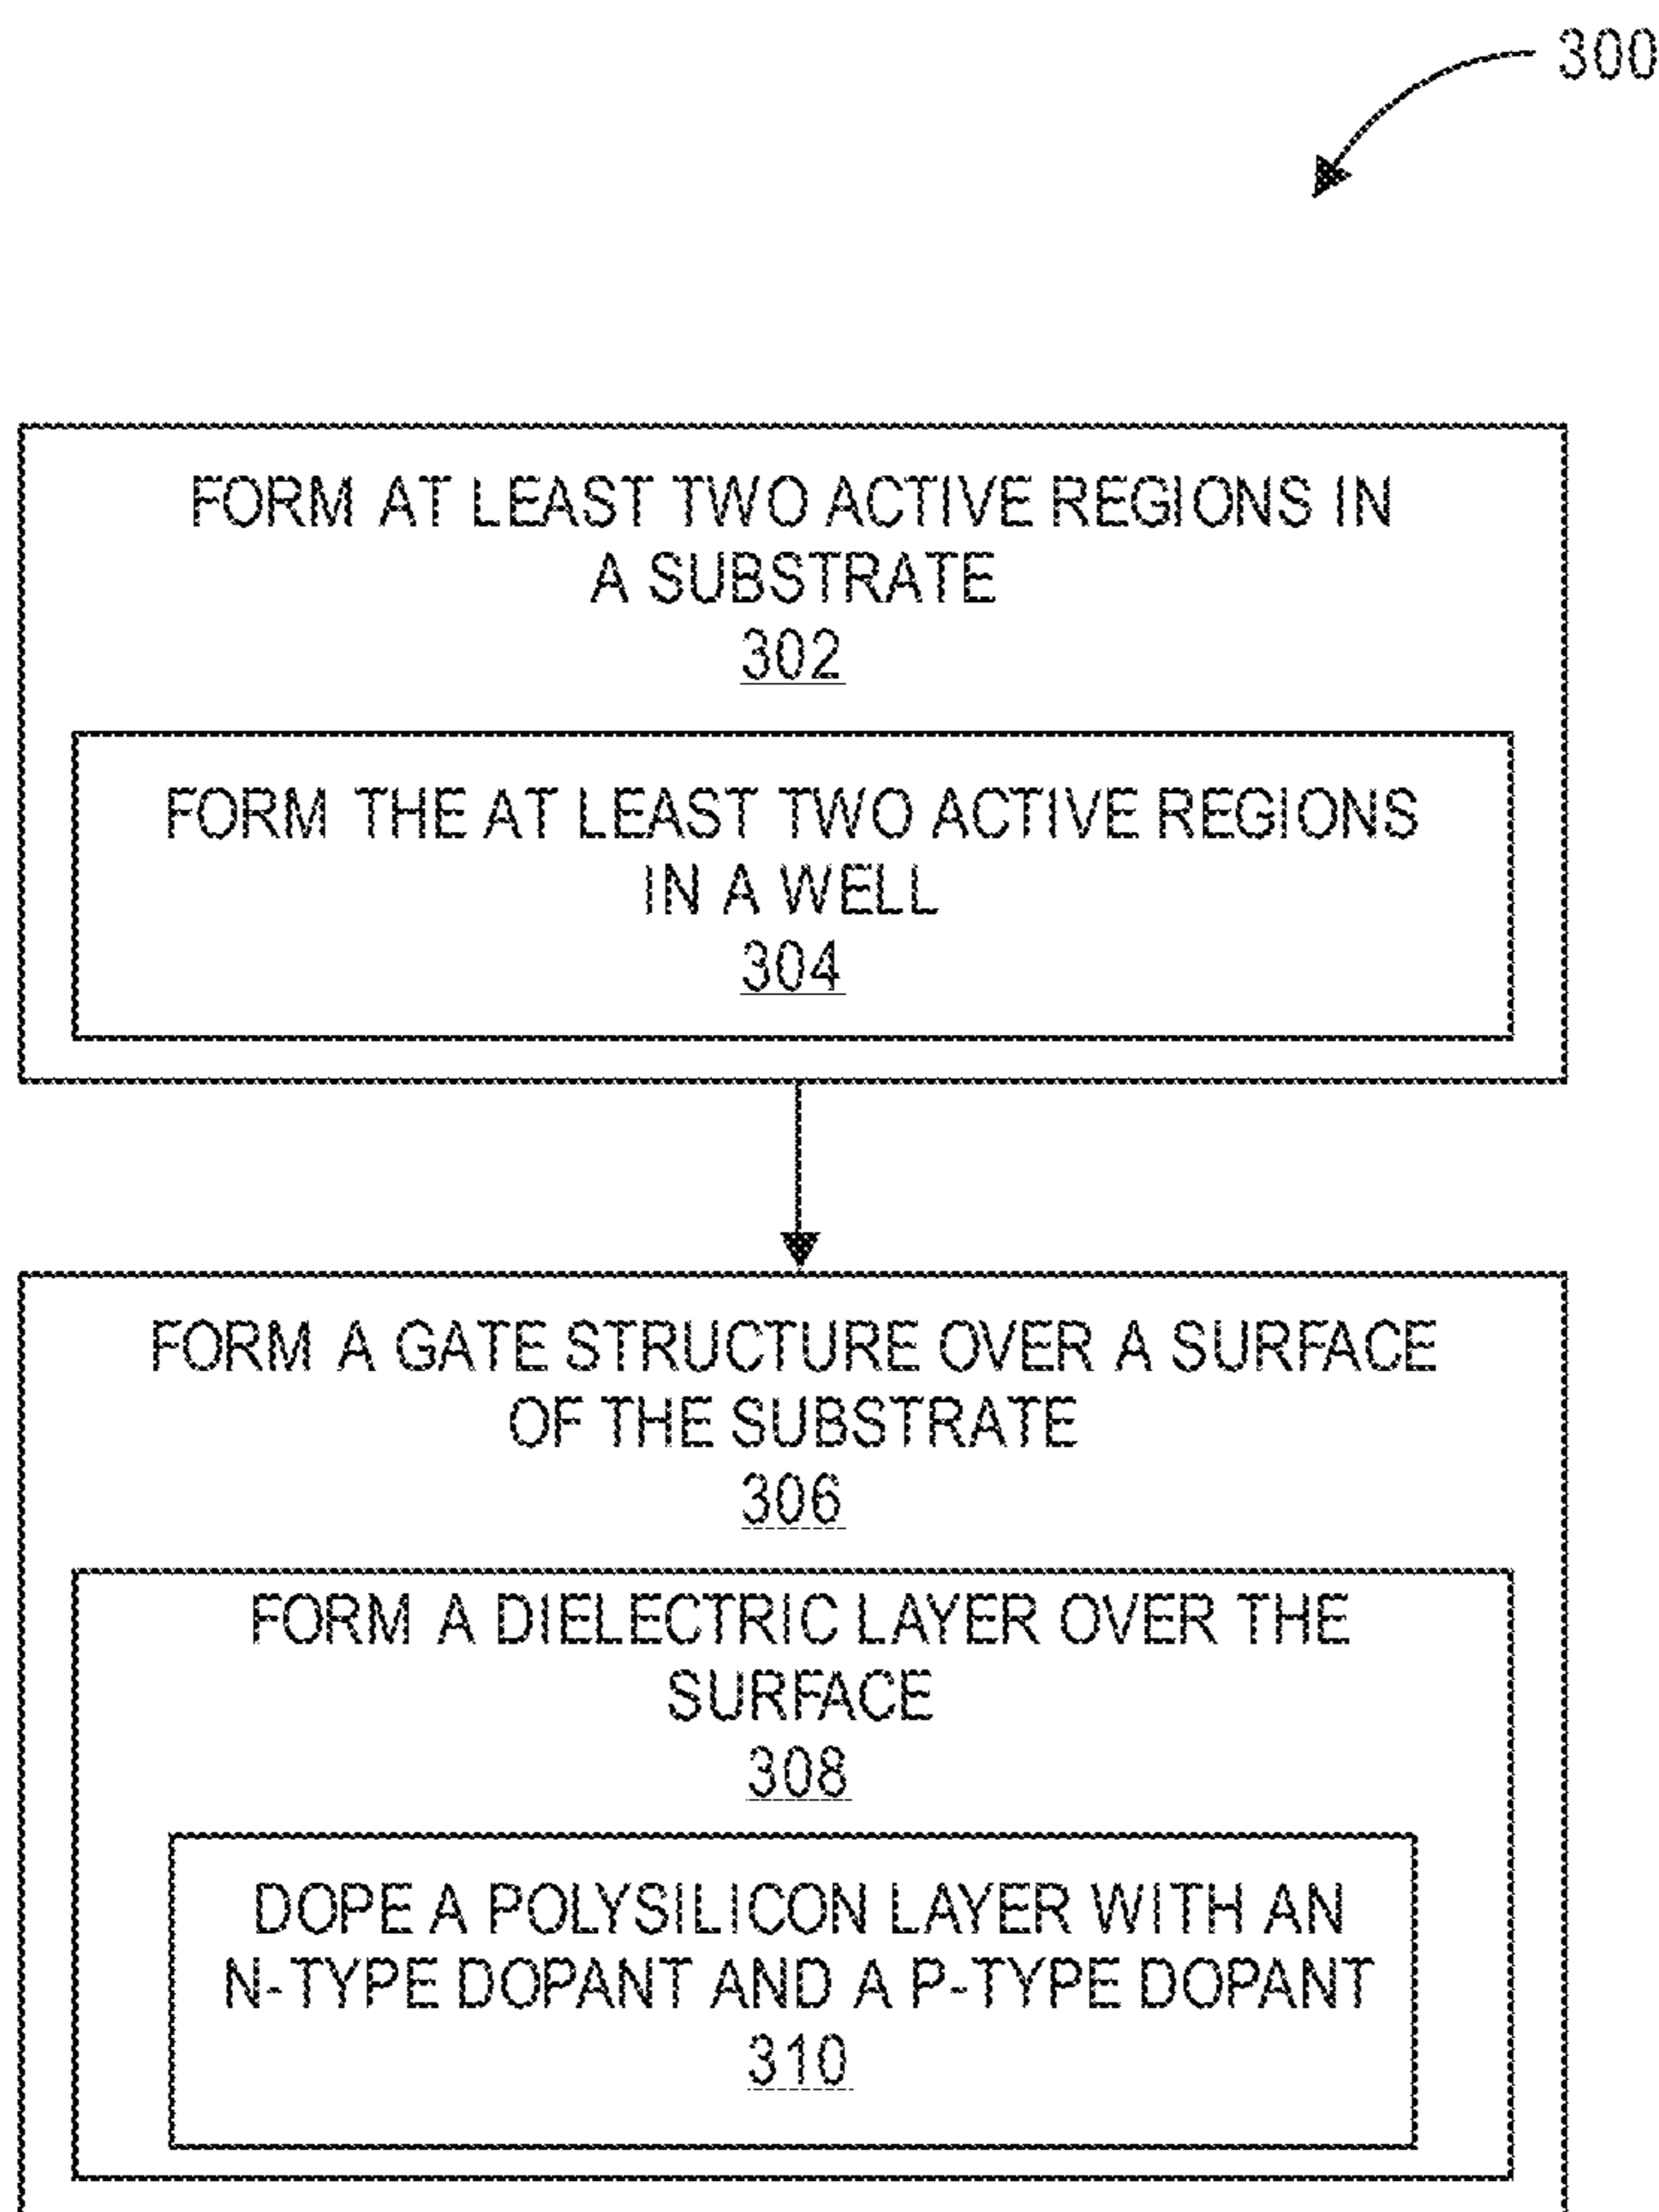 300
FORM AT LEAST TWO ACTIVE REGIONS IN
A SUBSTRATE
302
FORM THE AT LEAST TWO ACTIVE REGIONS
IN A WELL
304
FORM A GATE STRUCTURE OVER A SURFACE
OF THE SUBSTRATE
306
FORM A DIELECTRIC LAYER OVER THE
SURFACE
308
DOPE A POLYSILICON LAYER WITH AN
N-TYPE DOPANT AND A P-TYPE DOPANT
310